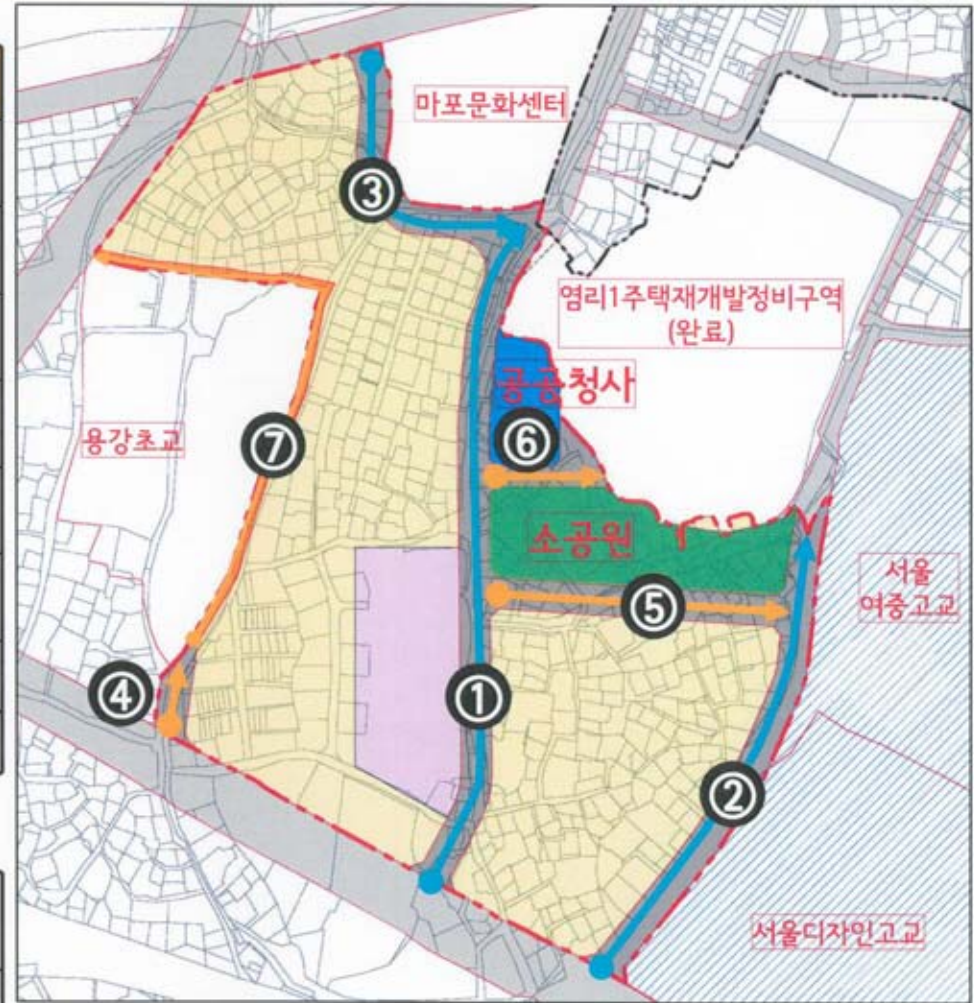 마포문화센터
③
염리1주택재개발정비구역
(완료)
공공청사
용강초교
⑦
⑥
소공원
서울
여중고교
⑤
④
①
②
서울디자인고교